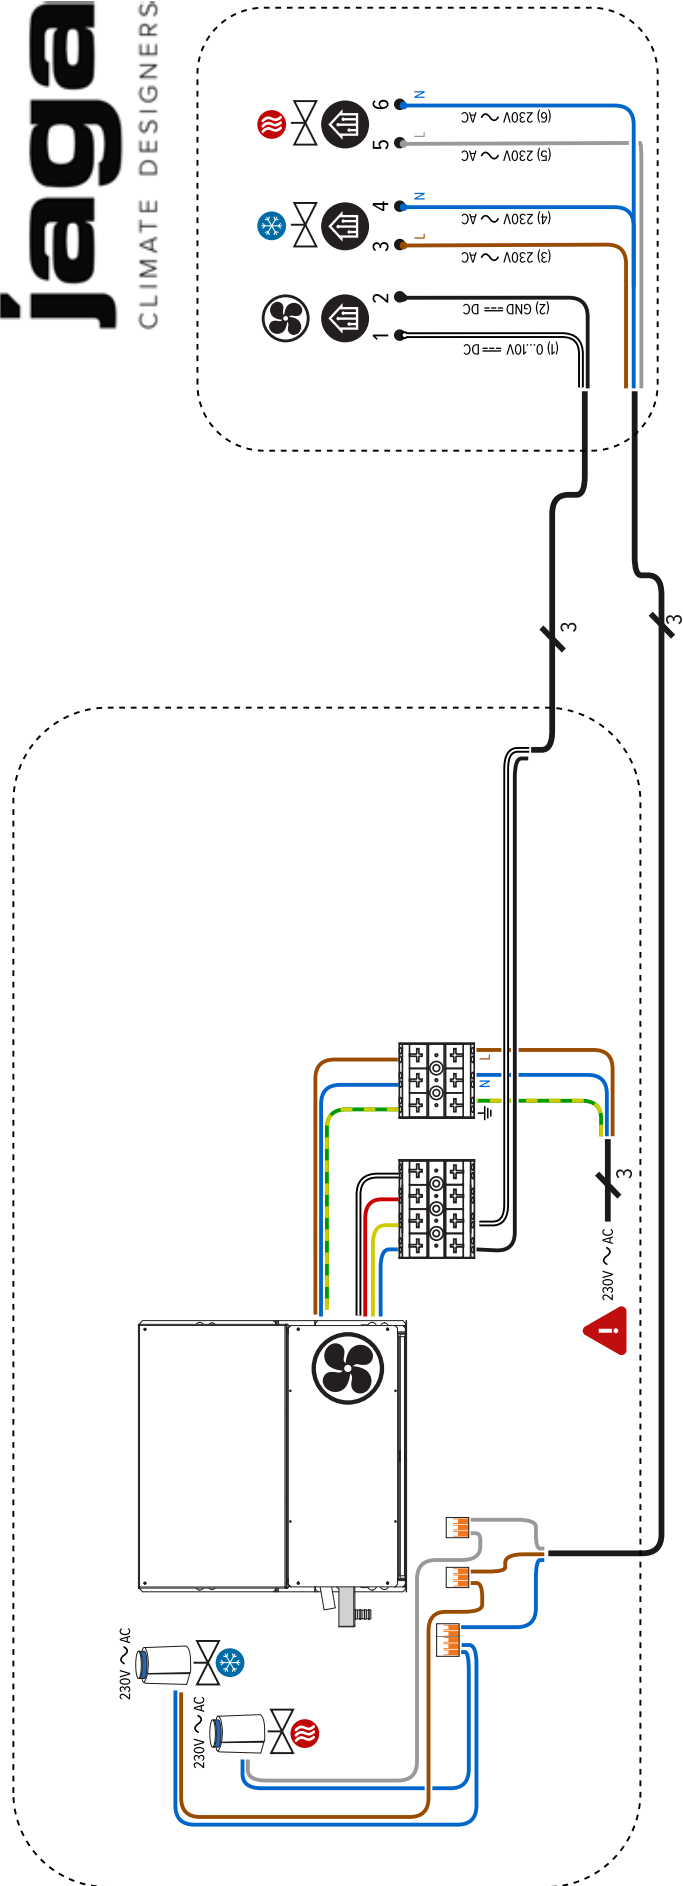 jaga
CLIMATE DESIGNERS
6
N
(6) 230V ~ AC
5
L
(5) 230V ~ AC
4
N
(4) 230V ~ AC
3
L
(3) 230V ~ AC
2
(2) GND ⎓ DC
1
(1) 0...10V ⎓ DC
3
3
L
N
3
230V ~ AC
!
230V ~ AC
230V ~ AC